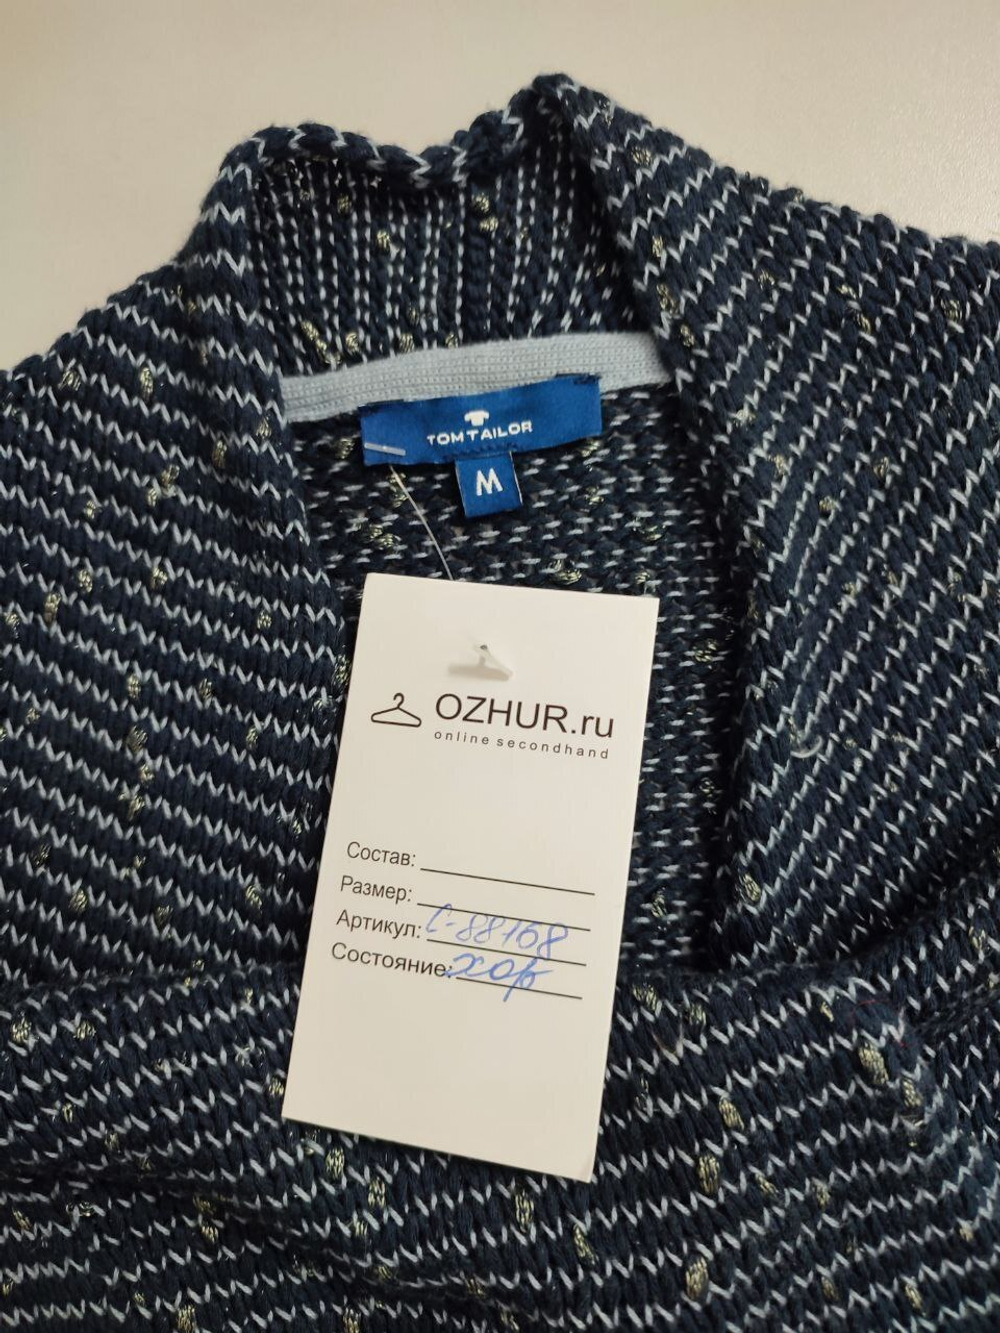 TOM TAILOR
M
OZHUR.ru
online secondhand
Состав:
Размер:
Артикул: С-88168
Состояние: хор